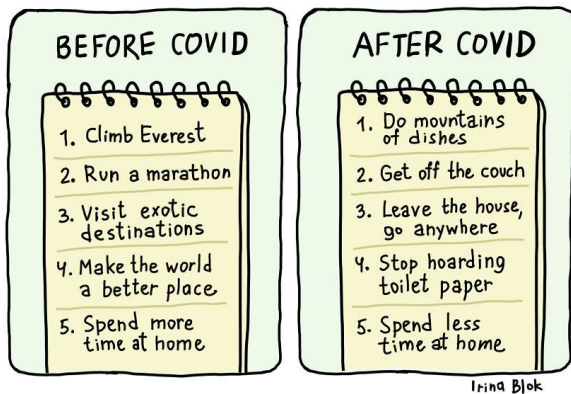 BEFORE COVID
1. Climb Everest
2. Run a marathon
3. Visit exotic
destinations
4. Make the world
a better place
5. Spend more
time at home
AFTER COVID
1. Do mountains
of dishes
2. Get off the couch
3. Leave the house,
go anywhere
4. Stop hoarding
toilet paper
5. Spend less
time at home
Irina Blok